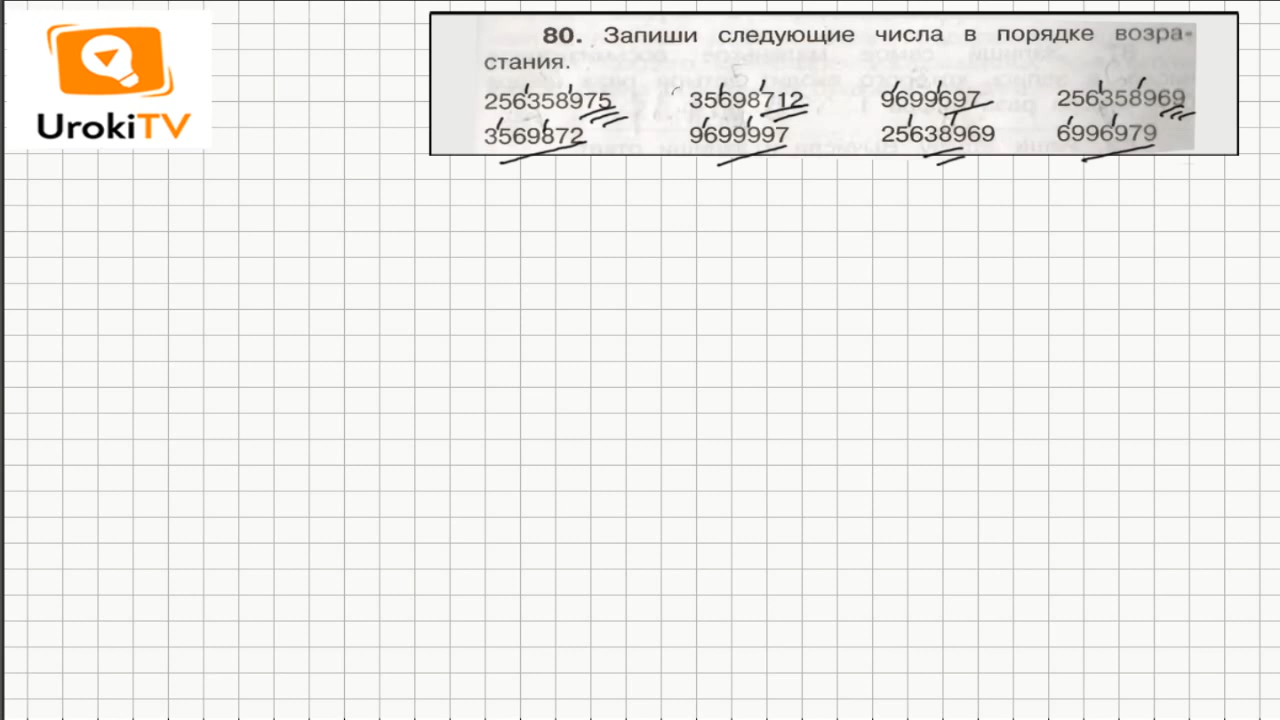 UrokiTV
80. Запиши следующие числа в порядке возра-
стания.
256358975 35698712 9699697 256358969
3569872 9699997 25638969 6996979